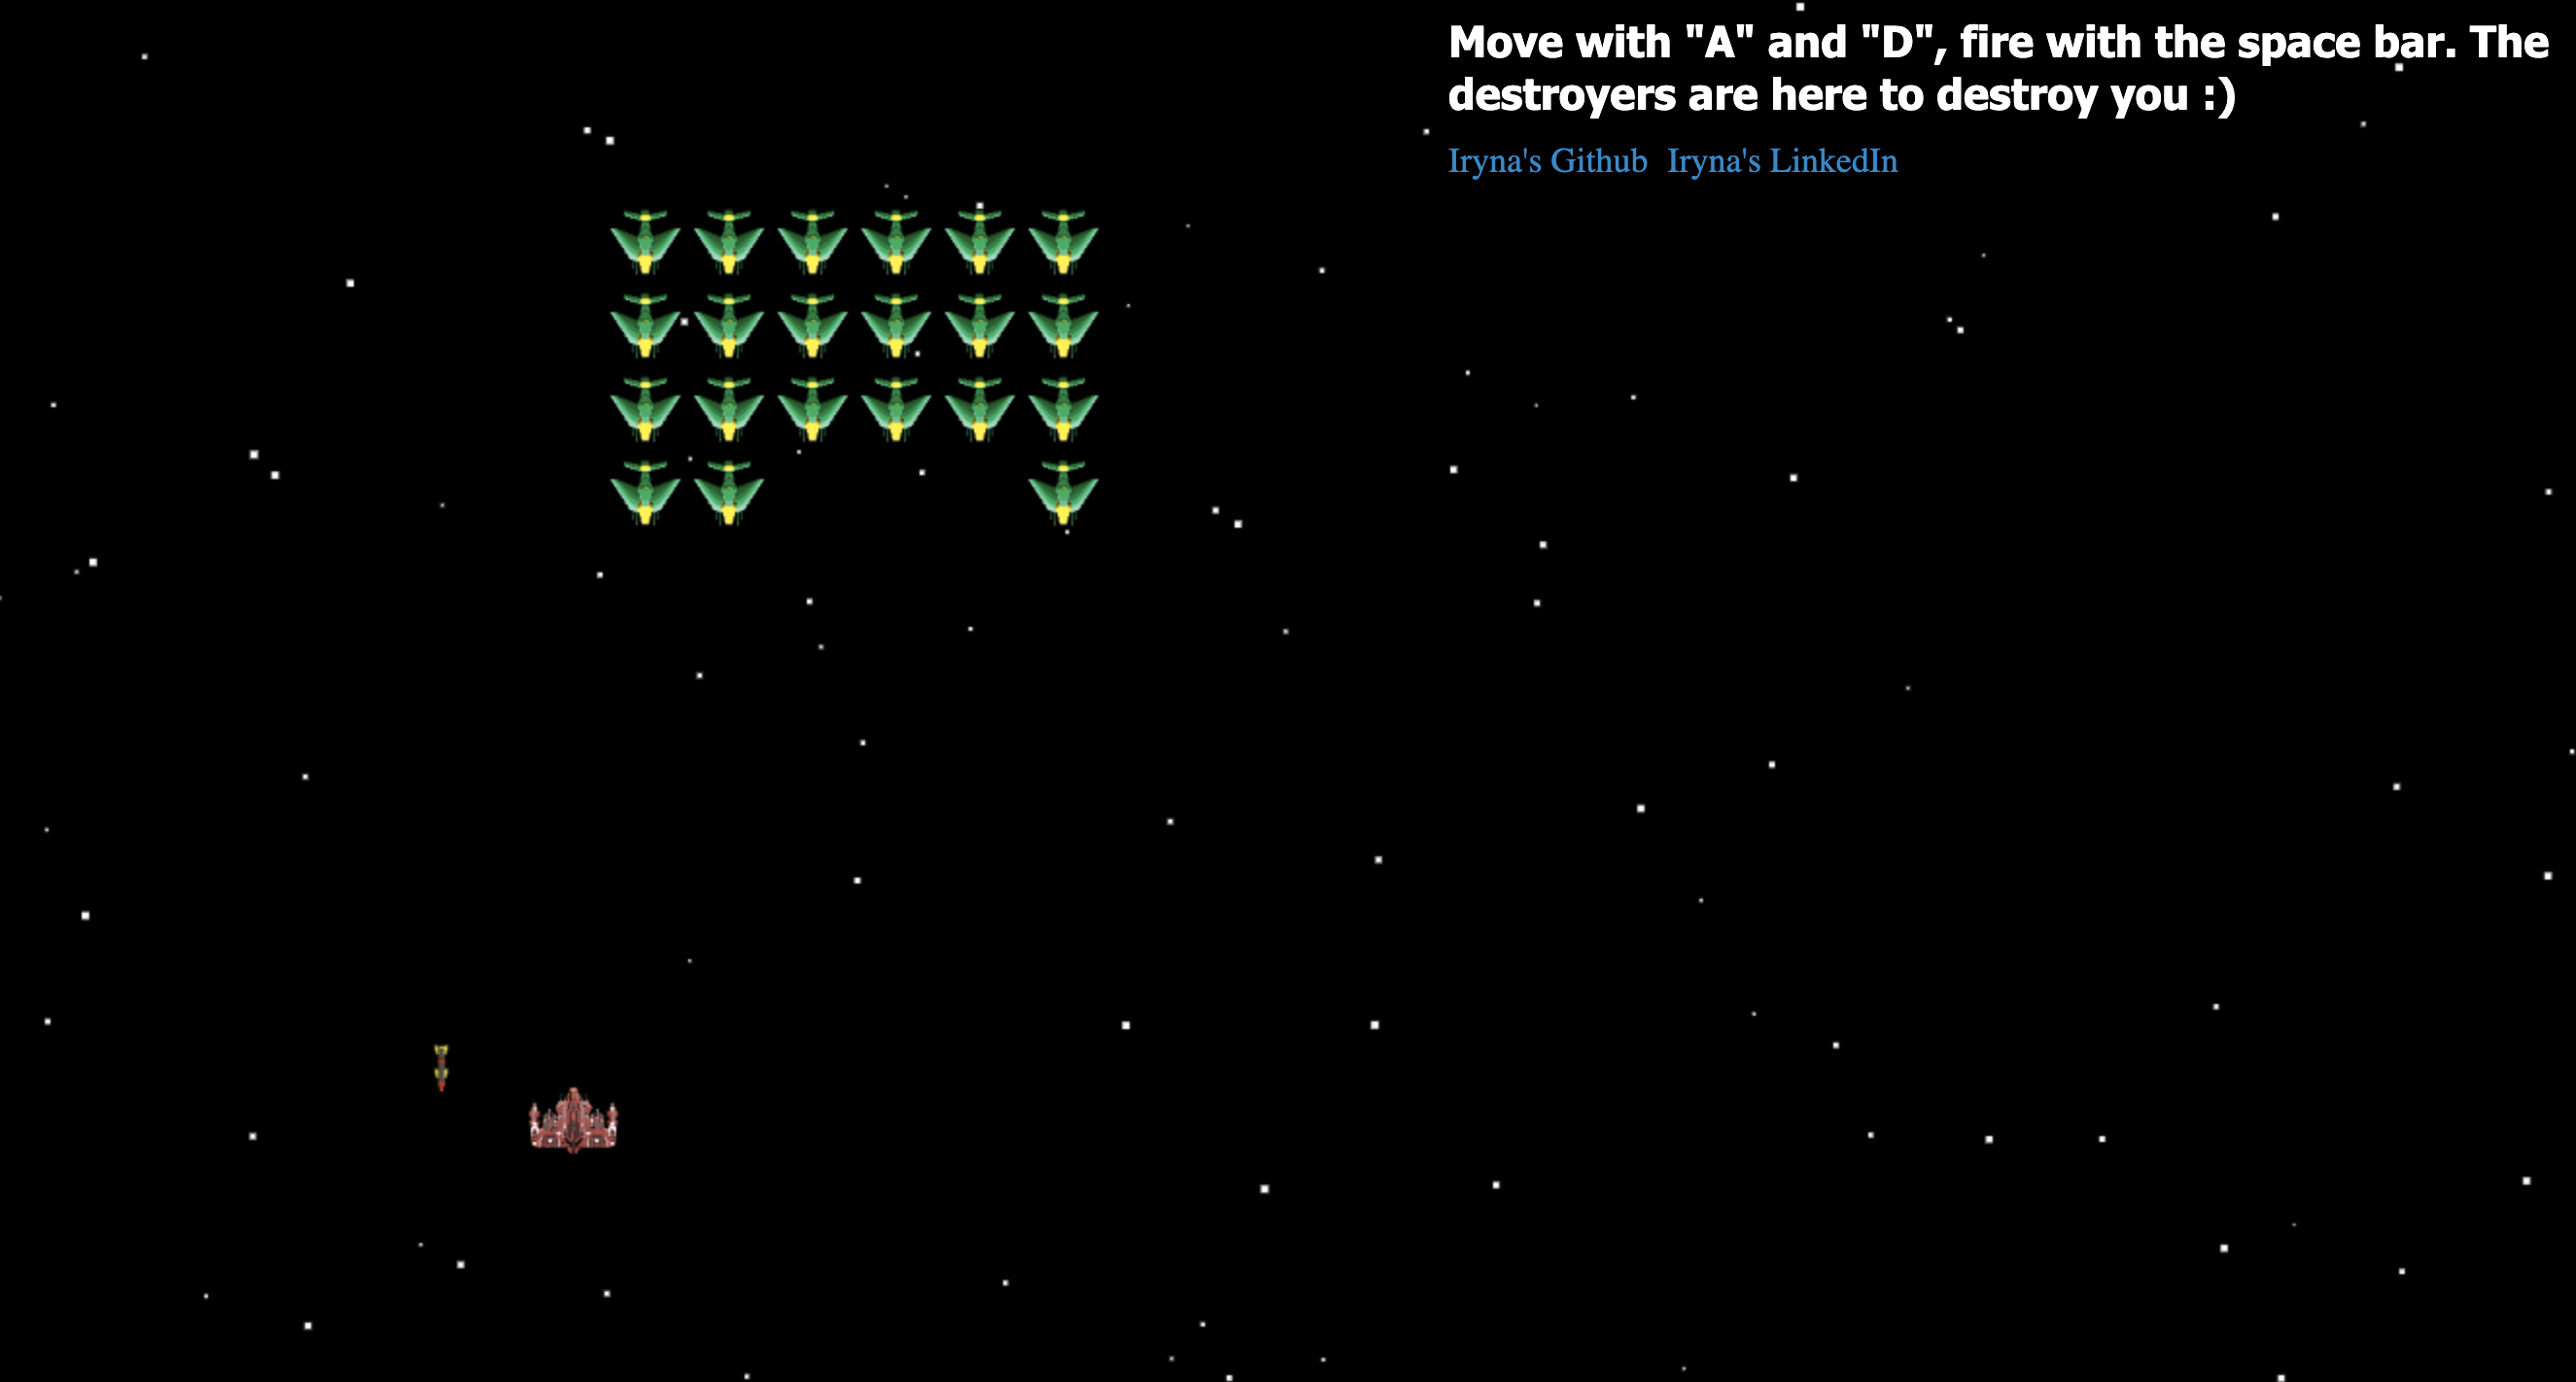 Move with "A" and "D", fire with the space bar. The
destroyers are here to destroy you :)
Iryna's Github Iryna's LinkedIn